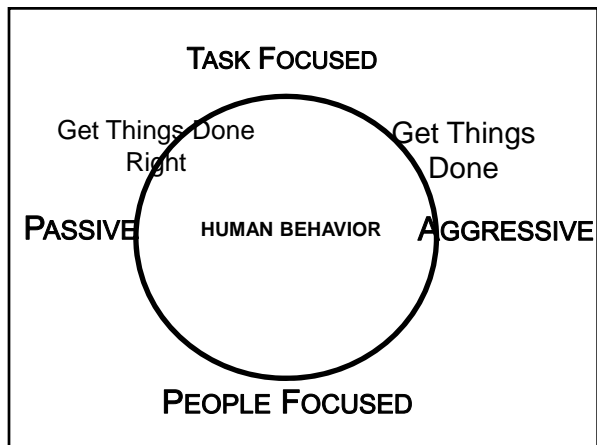 TASK FOCUSED
Get Things Done
Right
Get Things
Done
PASSIVE
HUMAN BEHAVIOR
AGGRESSIVE
PEOPLE FOCUSED